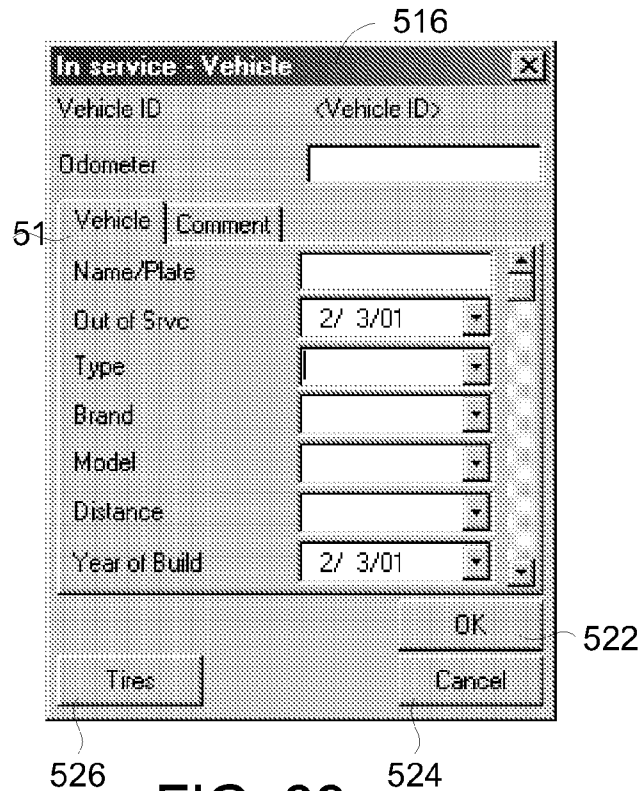 516
In service - Vehicle
Vehicle ID <Vehicle ID>
Odometer
51 Vehicle Comment
Name/Plate
Out of Srvc 2/ 3/01
Type
Brand
Model
Distance
Year of Build 2/ 3/01
OK 522
Tires Cancel
526 524